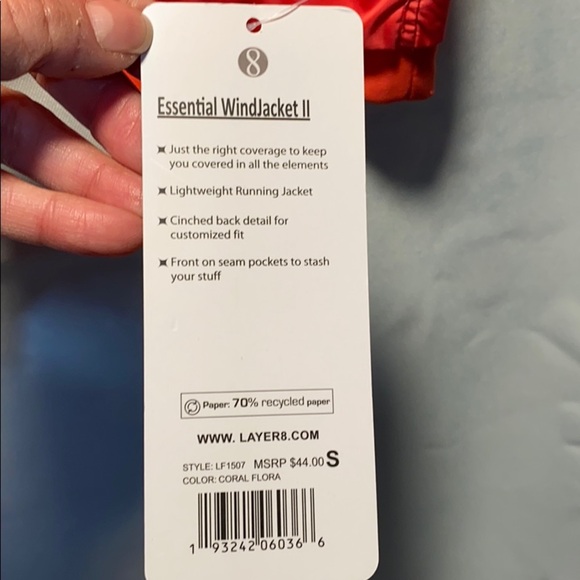 8
Essential WindJacket II
Just the right coverage to keep
you covered in all the elements
Lightweight Running Jacket
Cinched back detail for
customized fit
Front on seam pockets to stash
your stuff
Paper: 70% recycled paper
WWW. LAYER8.COM
STYLE: LF1507 MSRP $44.00 S
COLOR: CORAL FLORA
1 93242 06036 6